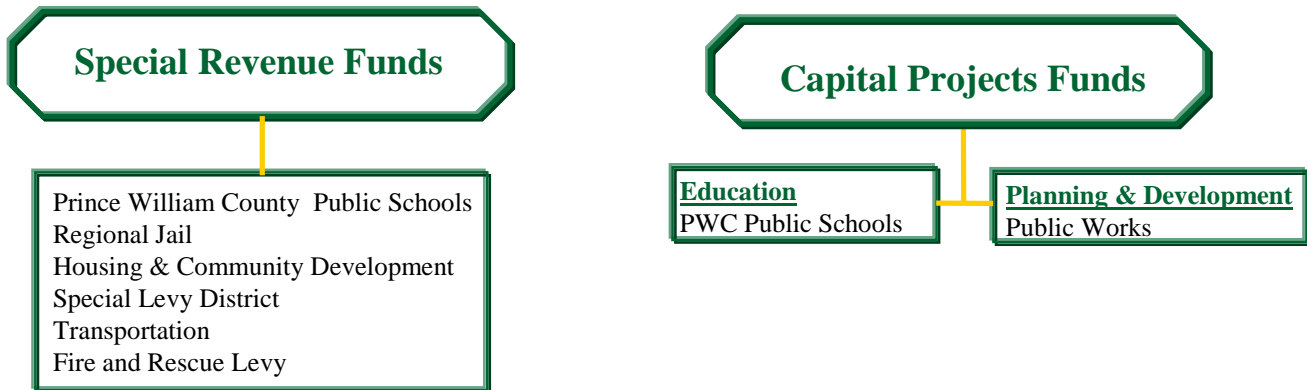 Special Revenue Funds
Prince William County  Public Schools
Regional Jail
Housing & Community Development
Special Levy District
Transportation
Fire and Rescue Levy
Capital Projects Funds
Education
PWC Public Schools
Planning & Development
Public Works